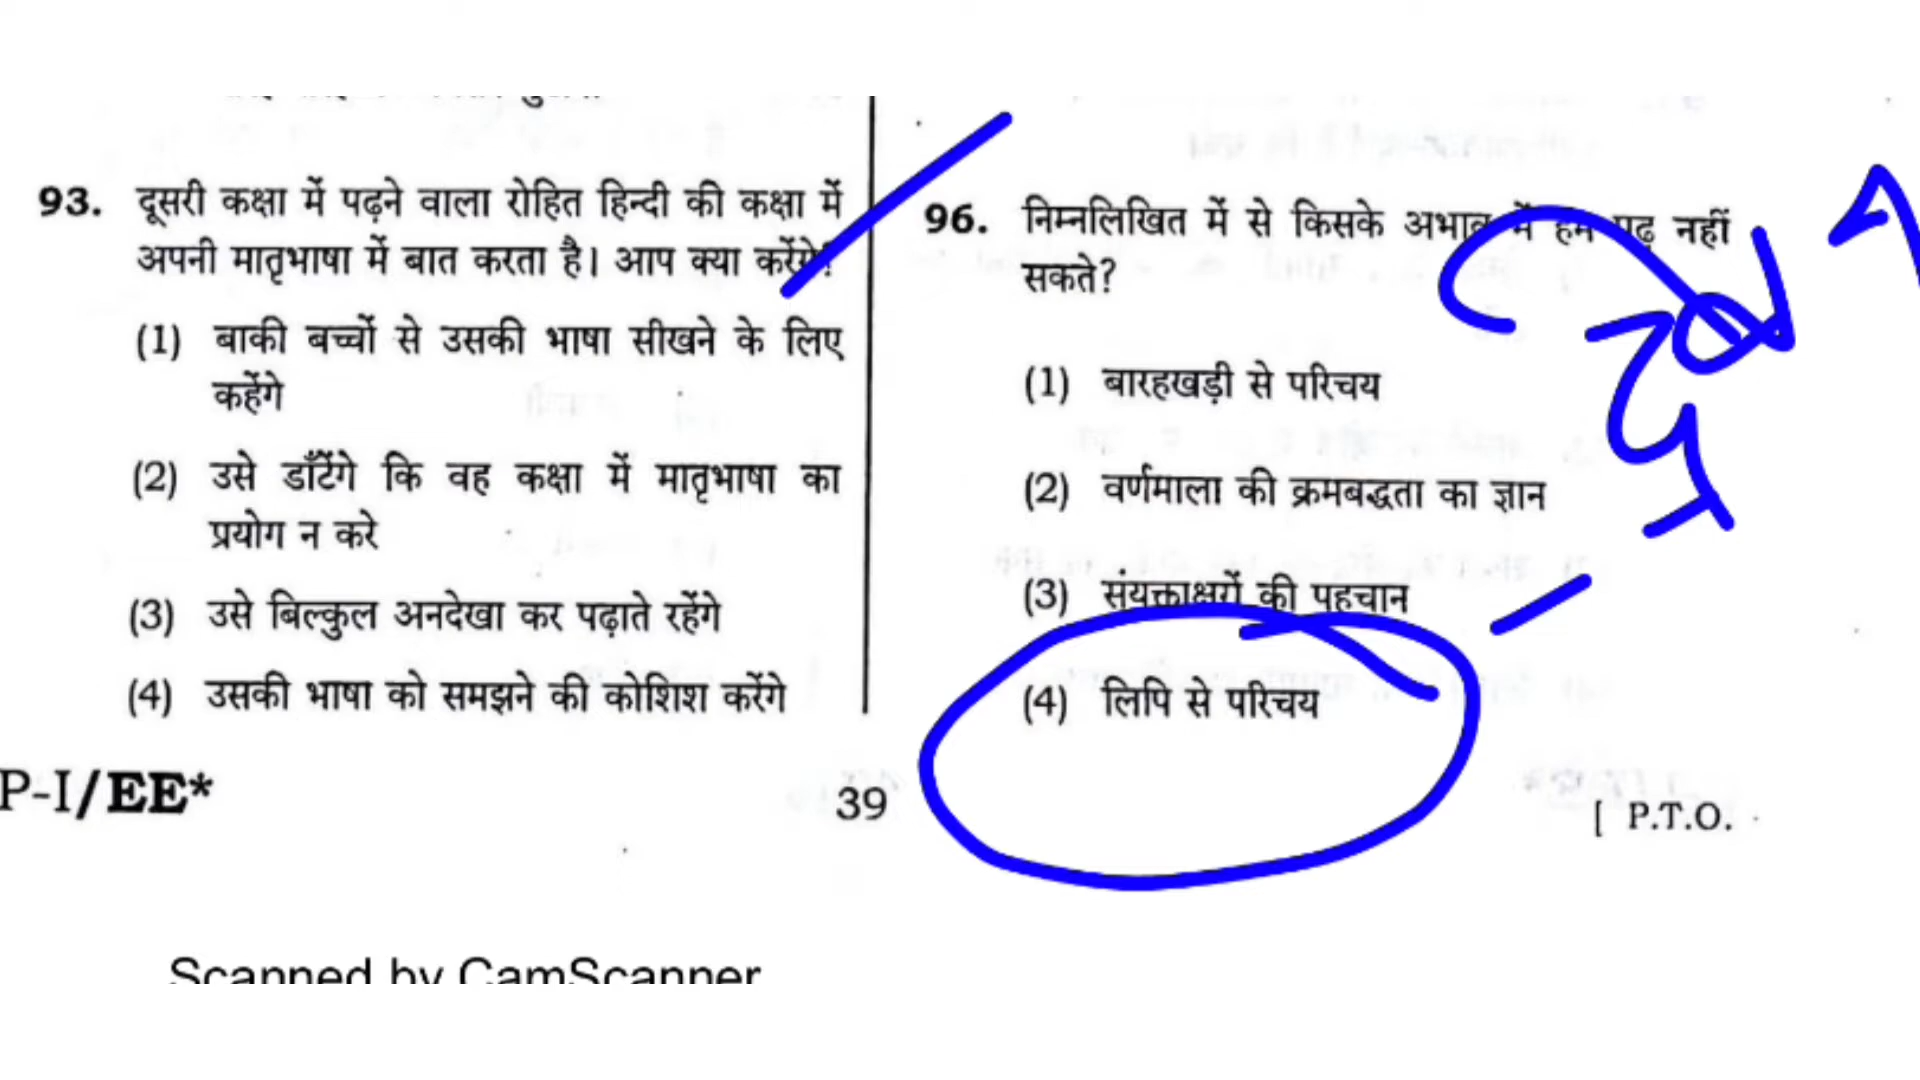 93. दूसरी कक्षा में पढ़ने वाला रोहित हिन्दी की कक्षा में
अपनी मातृभाषा में बात करता है। आप क्या करेंगे?
(1) बाकी बच्चों से उसकी भाषा सीखने के लिए
कहेंगे
(2) उसे डाँटेंगे कि वह कक्षा में मातृभाषा का
प्रयोग न करे
(3) उसे बिल्कुल अनदेखा कर पढ़ाते रहेंगे
(4) उसकी भाषा को समझने की कोशिश करेंगे
96. निम्नलिखित में से किसके अभाव में हम पढ़ नहीं
सकते?
(1) बारहखड़ी से परिचय
(2) वर्णमाला की क्रमबद्धता का ज्ञान
(3) संयुक्ताक्षरों की पहचान
(4) लिपि से परिचय
P-I/EE*
39
[ P.T.O.
Scanned by CamScanner